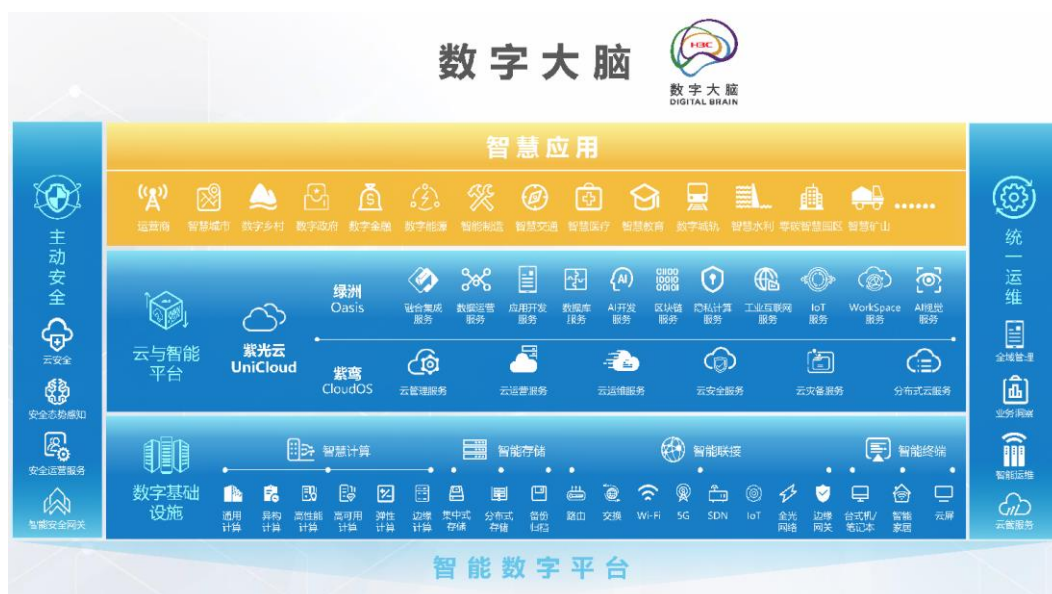 数字大脑
H3C
数字大脑
DIGITAL BRAIN
主动安全
云安全
安全态势感知
安全运营服务
智能安全网关
智慧应用
运营商 智慧城市 数字乡村 数字政府 数字金融 数字能源 智能制造 智慧交通 智慧医疗 智慧教育 数字城轨 智慧水利 零碳智慧园区 智慧矿山 ······
云与智能
平台
紫光云
UniCloud
绿洲
Oasis
融合集成
服务
数据运营
服务
应用开发
服务
数据库
服务
AI开发
服务
区块链
服务
隐私计算
服务
工业互联网
服务
IoT
服务
WorkSpace
服务
AI视觉
服务
紫鸾
CloudOS
云管理服务 云运营服务 云运维服务 云安全服务 云灾备服务 分布式云服务
数字基础
设施
智慧计算 智能存储 智能联接 智能终端
通用
计算
异构
计算
高性能
计算
高可用
计算
弹性
计算
边缘
计算
集中式
存储
分布式
存储
备份
归档
路由
交换
Wi-Fi
5G
SDN
IoT
全光
网络
边缘
网关
台式机/
笔记本
智能
家居
云屏
统一运维
全域管理
业务洞察
智能运维
云管服务
智能数字平台